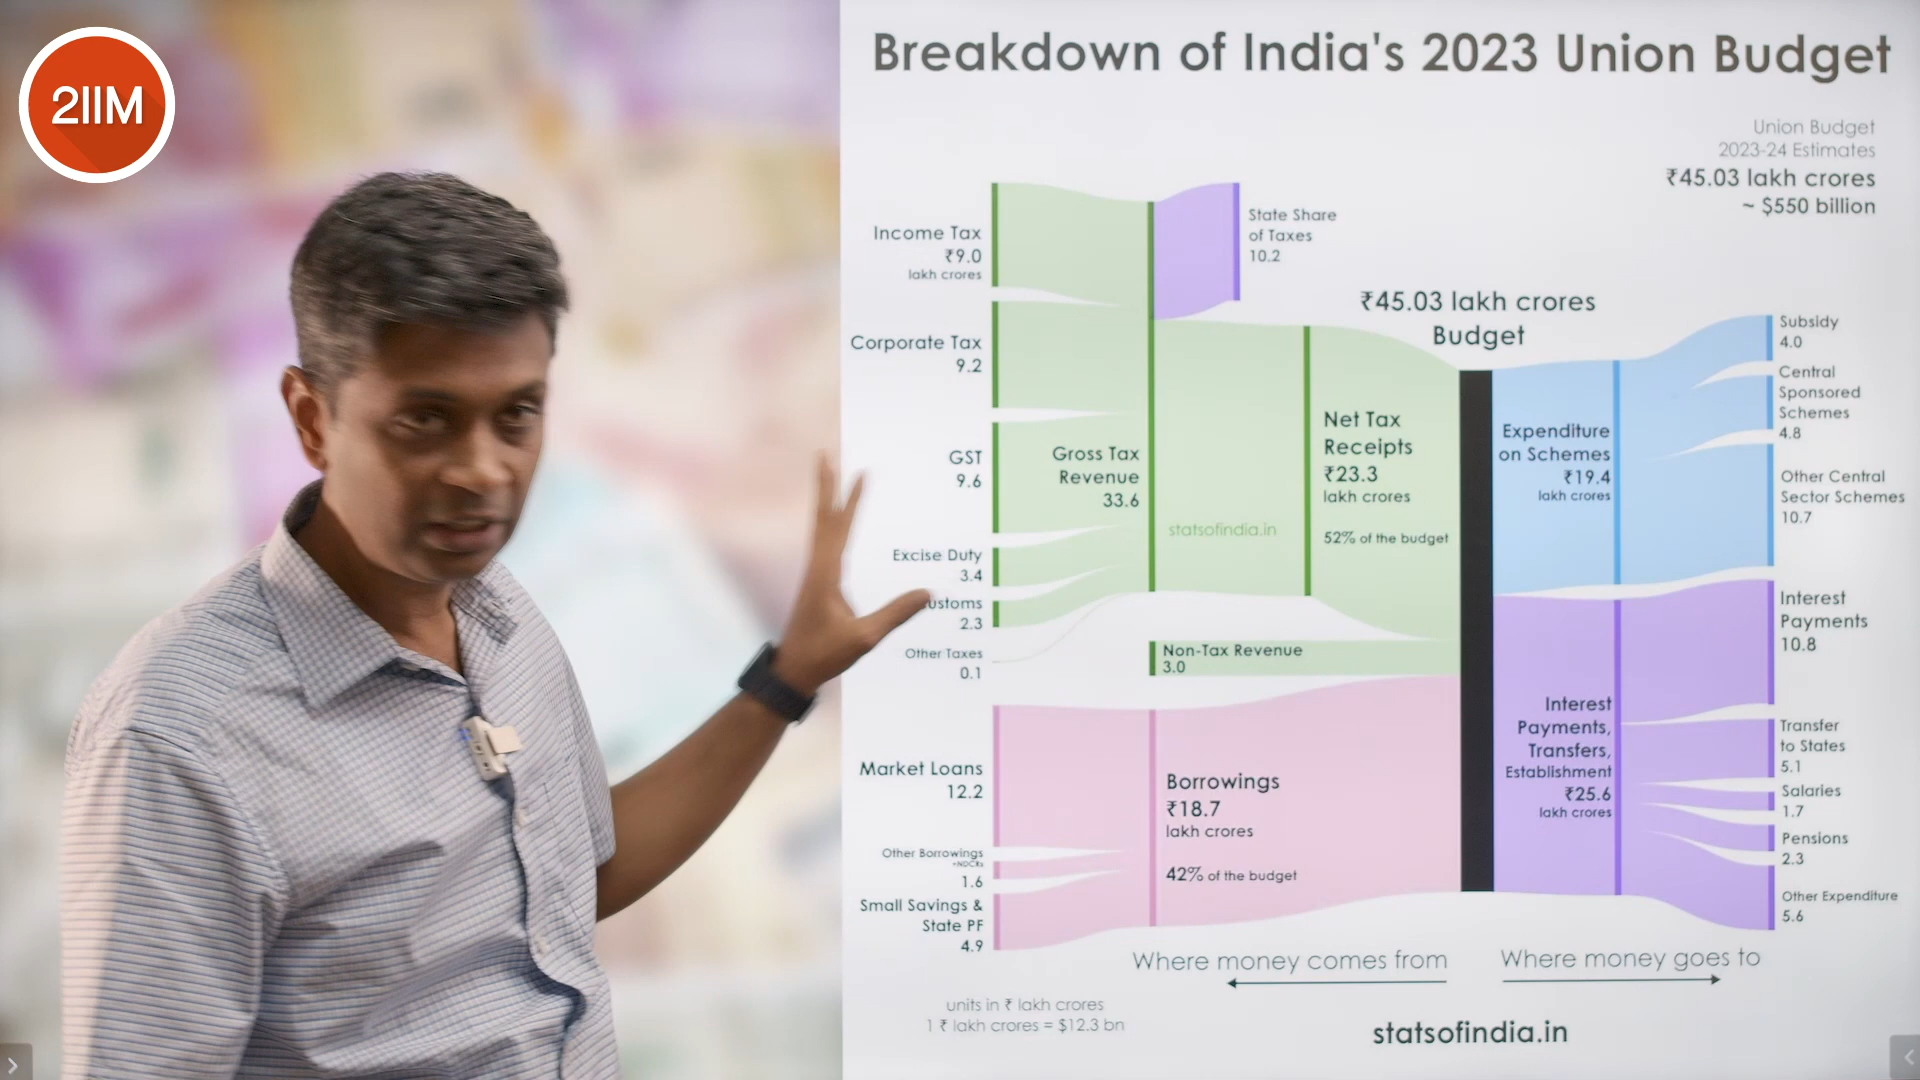 2IIM
Breakdown of India's 2023 Union Budget
Union Budget
2023-24 Estimates
₹45.03 lakh crores
~ $550 billion
Income Tax
₹9.0
lakh crores
Corporate Tax
9.2
GST
9.6
Excise Duty
3.4
ustoms
2.3
Other Taxes
0.1
Gross Tax
Revenue
33.6
State Share
of Taxes
10.2
statsofindia.in
Net Tax
Receipts
₹23.3
lakh crores
52% of the budget
Non-Tax Revenue
3.0
Market Loans
12.2
Other Borrowings
+NDCRs
1.6
Small Savings &
State PF
4.9
Borrowings
₹18.7
lakh crores
42% of the budget
₹45.03 lakh crores
Budget
Expenditure
on Schemes
₹19.4
lakh crores
Interest
Payments,
Transfers,
Establishment
₹25.6
lakh crores
Subsidy
4.0
Central
Sponsored
Schemes
4.8
Other Central
Sector Schemes
10.7
Interest
Payments
10.8
Transfer
to States
5.1
Salaries
1.7
Pensions
2.3
Other Expenditure
5.6
Where money comes from
Where money goes to
units in ₹ lakh crores
1 ₹ lakh crores = $12.3 bn
statsofindia.in